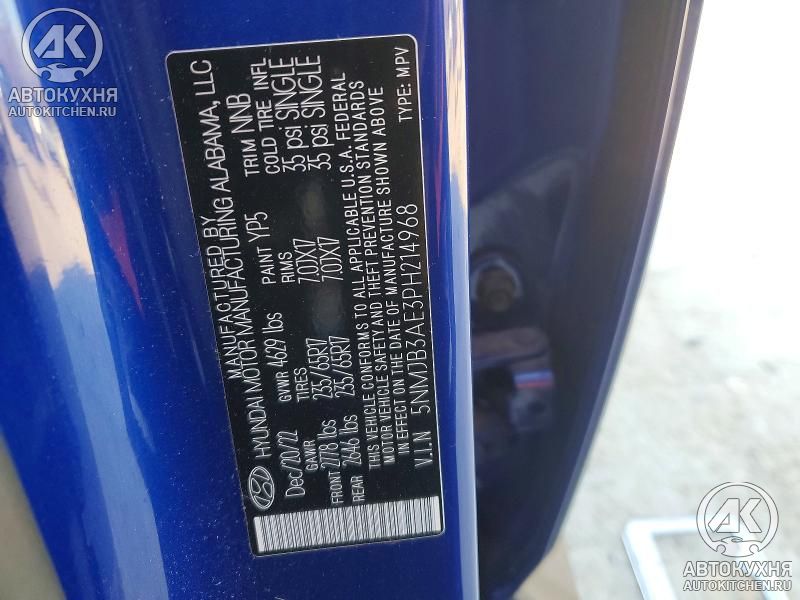 AK
АВТОКУХНЯ
AUTOKITCHEN.RU
MANUFACTURED BY
HYUNDAI MOTOR MANUFACTURING ALABAMA, LLC
Dec/20/22 GVWR 4629 lbs PAINT YP5 TRIM NNB
GAWR TIRES RIMS COLD TIRE INFL
FRONT 2778 lbs 235/65R17 7.0JX17 35 psi SINGLE
REAR 2646 lbs 235/65R17 7.0JX17 35 psi SINGLE
THIS VEHICLE CONFORMS TO ALL APPLICABLE U.S.A. FEDERAL
MOTOR VEHICLE SAFETY AND THEFT PREVENTION STANDARDS
IN EFFECT ON THE DATE OF MANUFACTURE SHOWN ABOVE
V.I.N 5NMJB3AE3PH214968 TYPE: MPV
AK
АВТОКУХНЯ
AUTOKITCHEN.RU